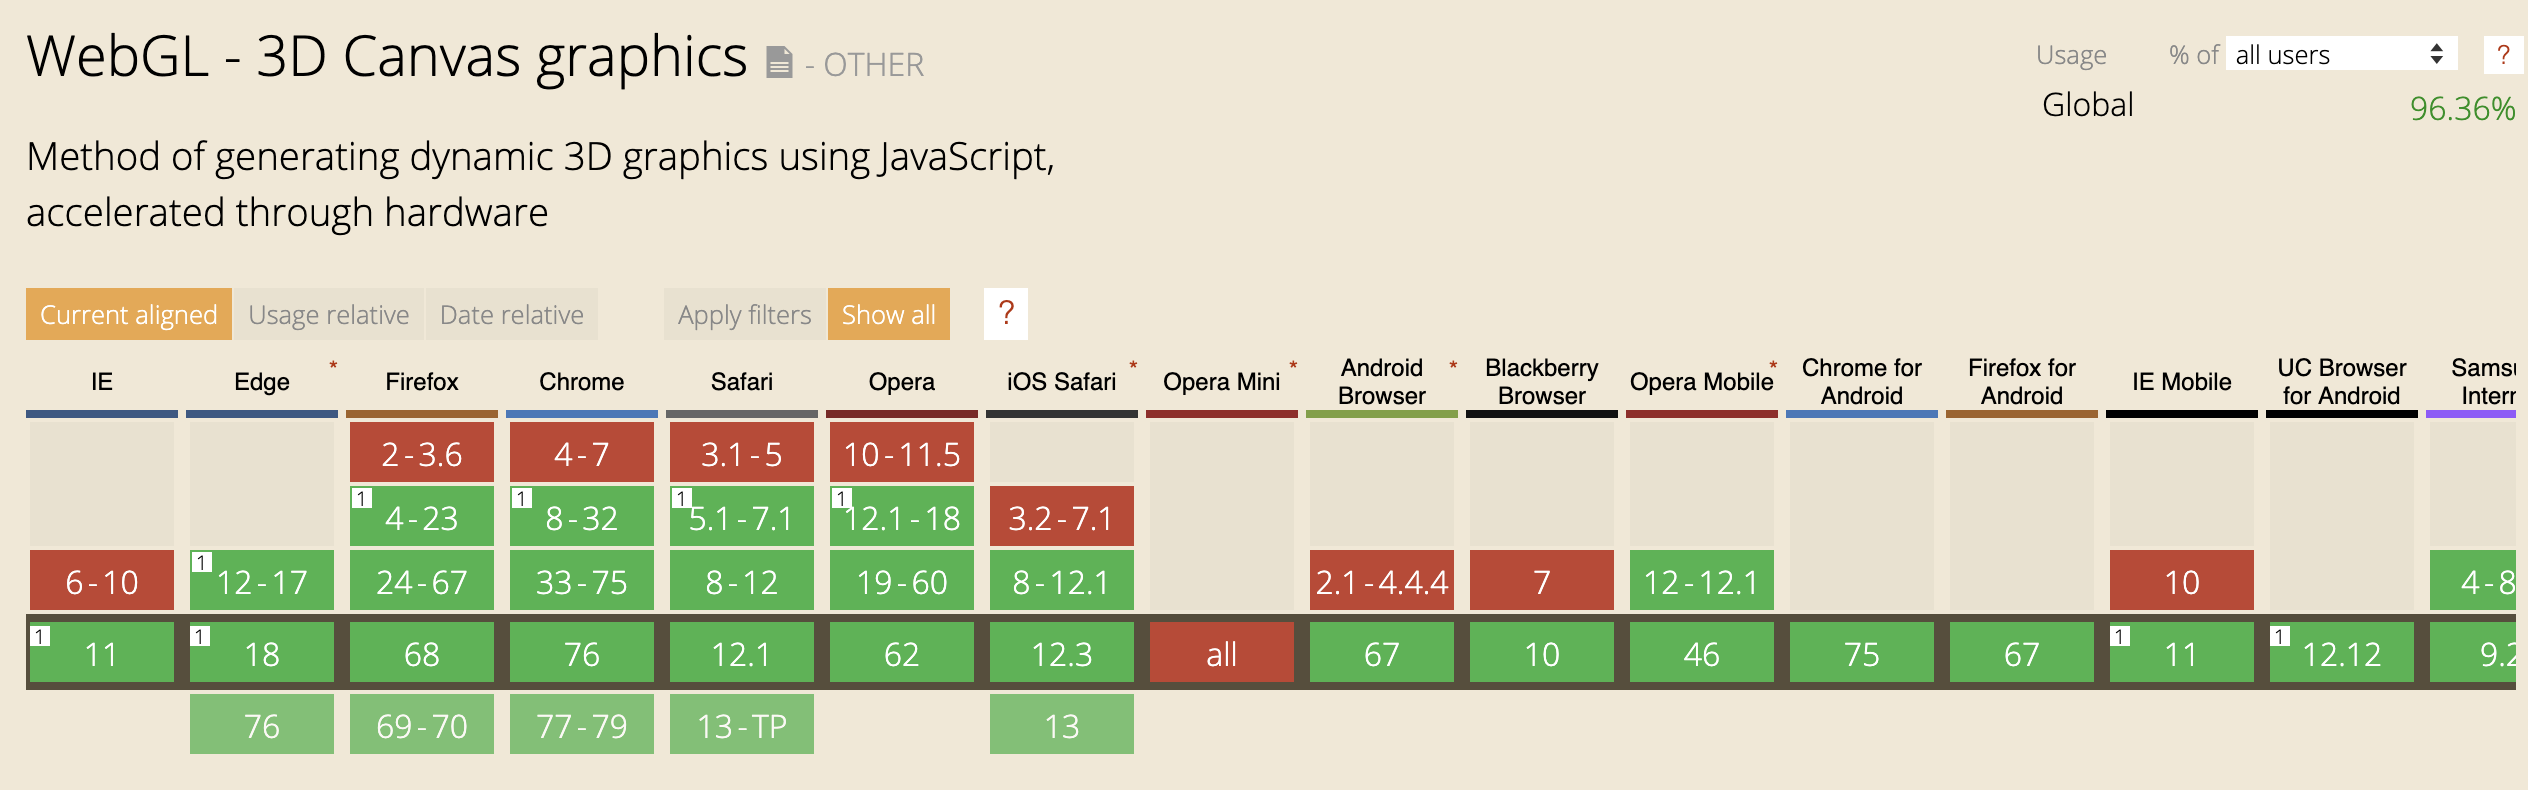 WebGL - 3D Canvas graphics - OTHER
Usage % of all users ?
Global 96.36%
Method of generating dynamic 3D graphics using JavaScript,
accelerated through hardware
Current aligned Usage relative Date relative Apply filters Show all ?
IE Edge * Firefox Chrome Safari Opera iOS Safari * Opera Mini * Android Browser * Blackberry Browser Opera Mobile * Chrome for Android Firefox for Android IE Mobile UC Browser for Android
2-3.6 4-7 3.1-5 10-11.5
1 4-23 1 8-32 1 5.1-7.1 1 12.1-18 3.2-7.1
6-10 1 12-17 24-67 33-75 8-12 19-60 8-12.1 2.1-4.4.4 7 12-12.1 10 4-8
1 11 1 18 68 76 12.1 62 12.3 all 67 10 46 75 67 1 11 1 12.12 9.2
76 69-70 77-79 13-TP 13